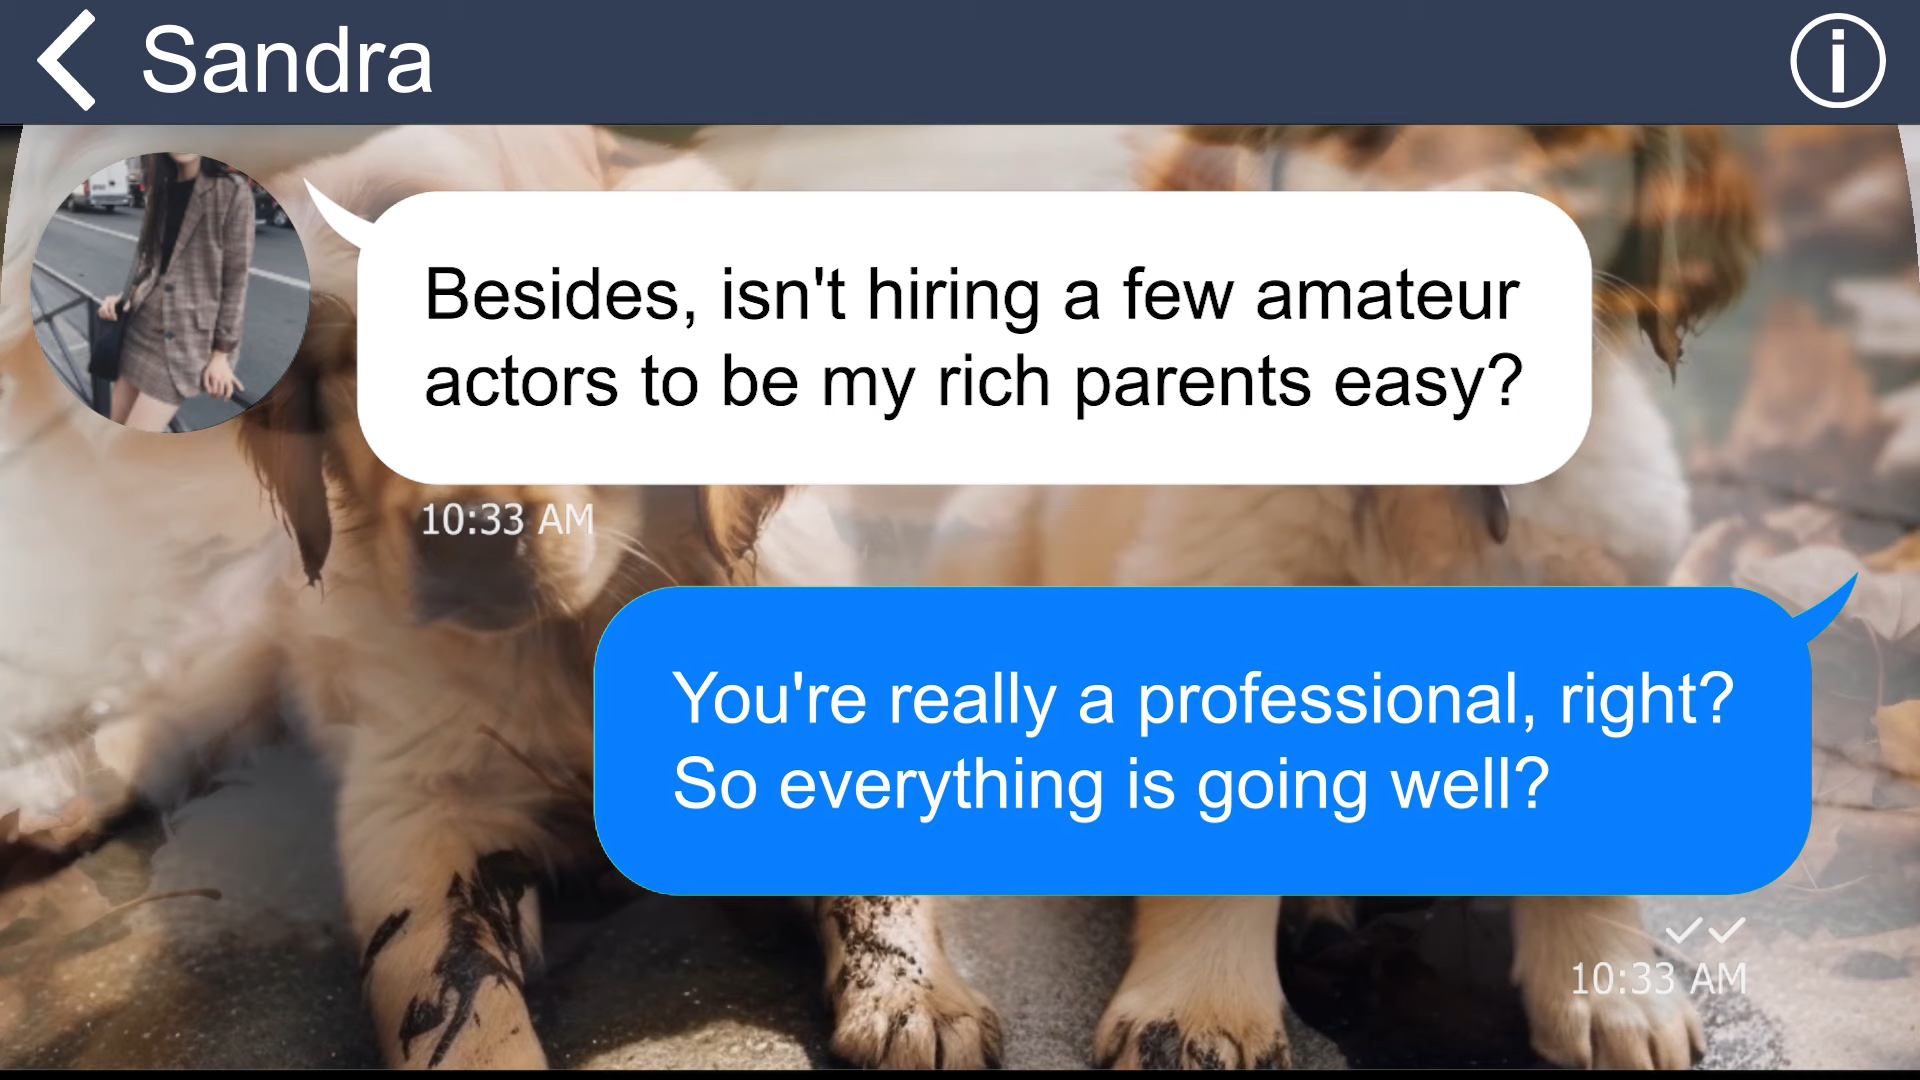 Sandra
Besides, isn't hiring a few amateur
actors to be my rich parents easy?
10:33 AM
You're really a professional, right?
So everything is going well?
10:33 AM